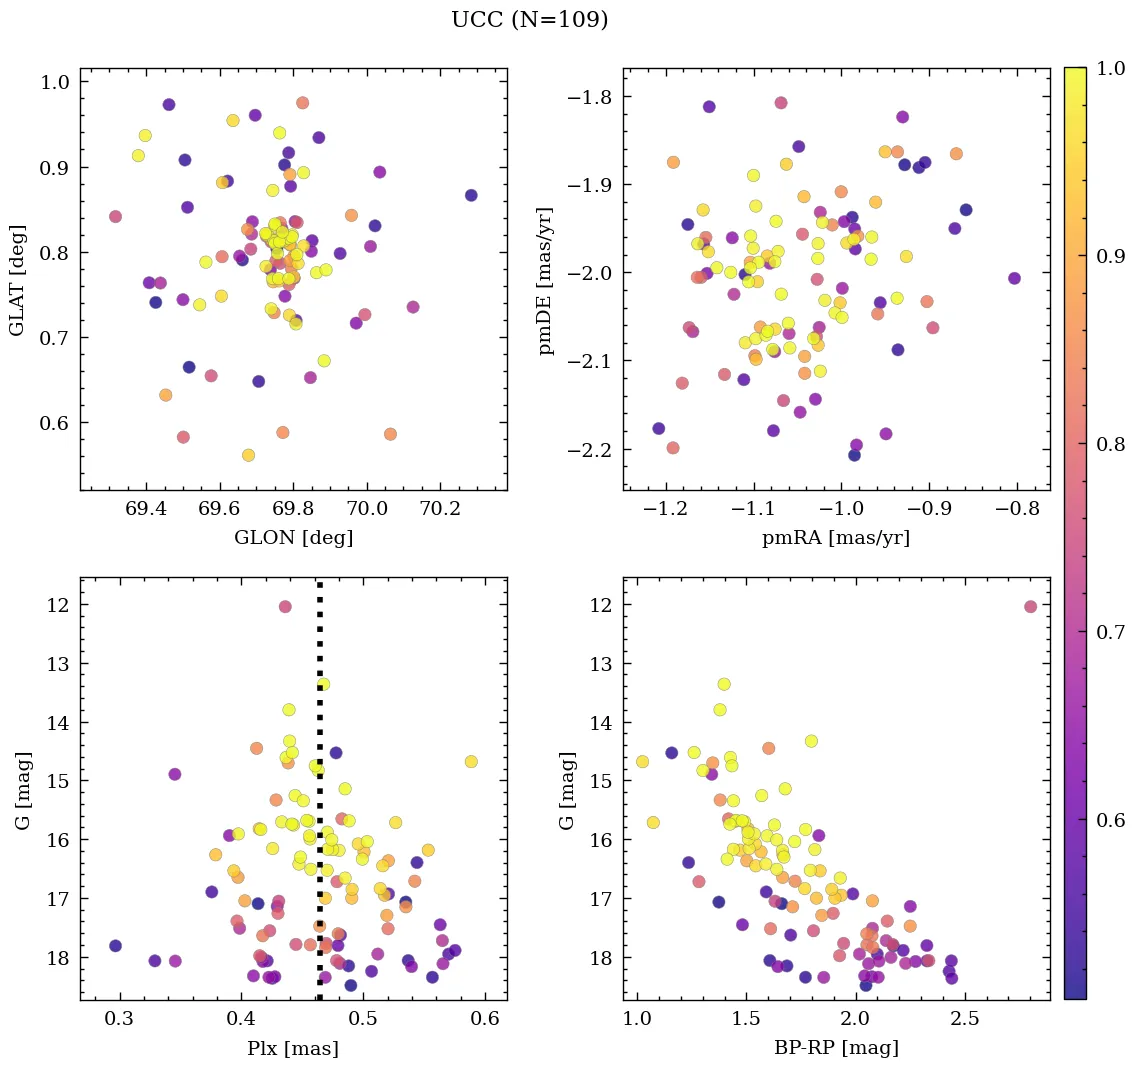 UCC (N=109)
1.0
0.9
0.8
0.7
0.6
GLAT [deg]
69.4 69.6 69.8 70.0 70.2
GLON [deg]
−1.8
−1.9
−2.0
−2.1
−2.2
pmDE [mas/yr]
−1.2 −1.1 −1.0 −0.9 −0.8
pmRA [mas/yr]
12
13
14
15
16
17
18
G [mag]
0.3 0.4 0.5 0.6
Plx [mas]
12
13
14
15
16
17
18
G [mag]
1.0 1.5 2.0 2.5
BP-RP [mag]
1.0
0.9
0.8
0.7
0.6